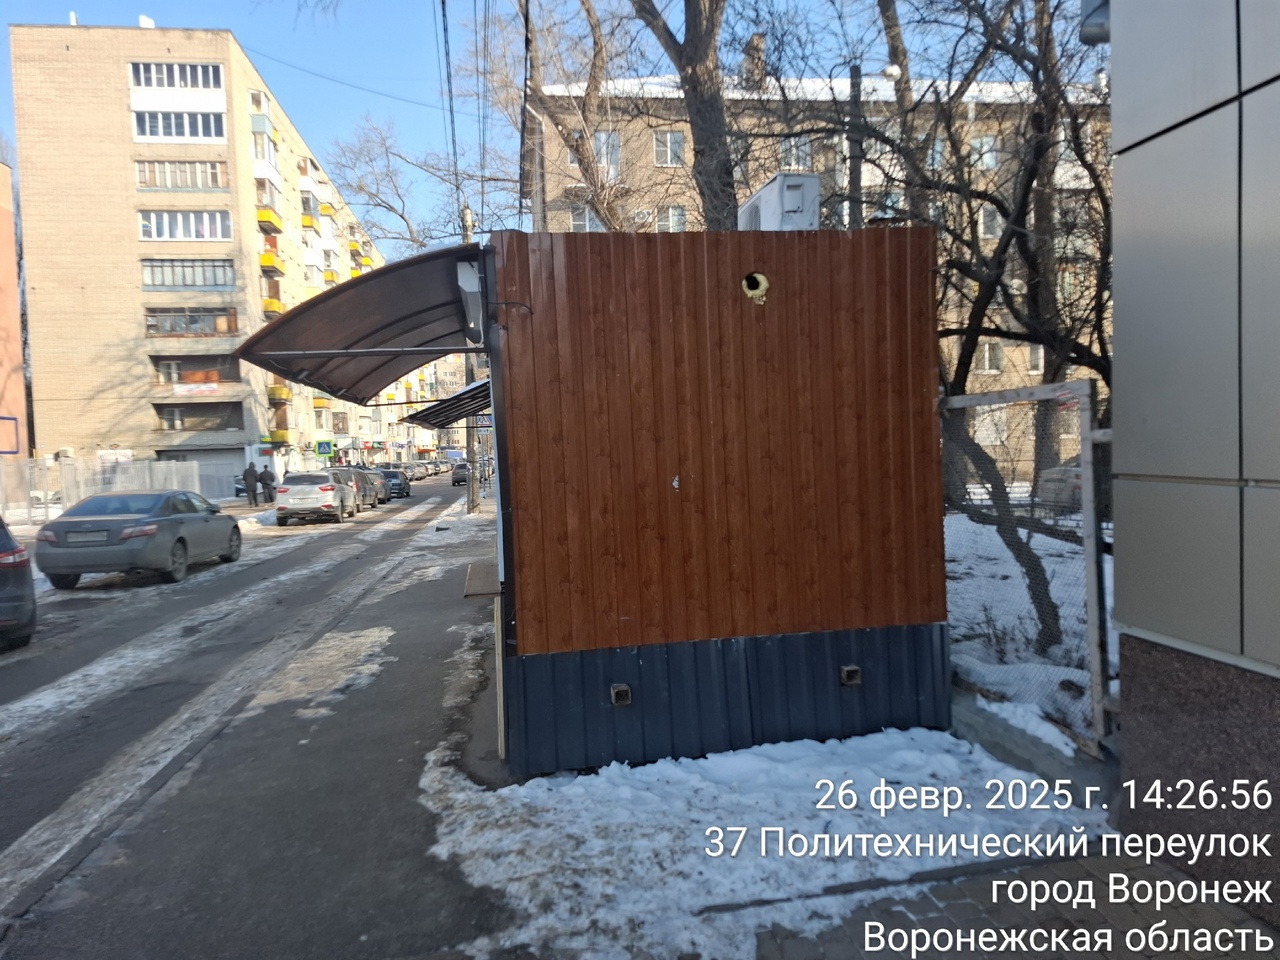 26 февр. 2025 г. 14:26:56
37 Политехнический переулок
город Воронеж
Воронежская область